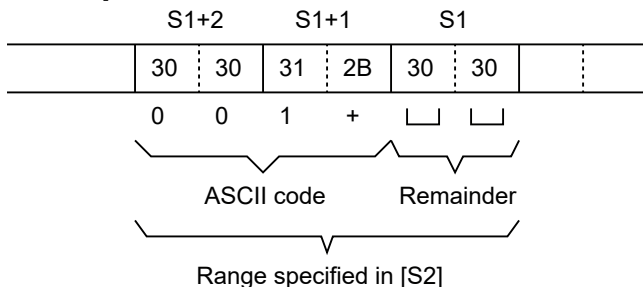 S1+2 S1+1 S1
30 30 31 2B 30 30
0 0 1 +
ASCII code Remainder
Range specified in [S2]